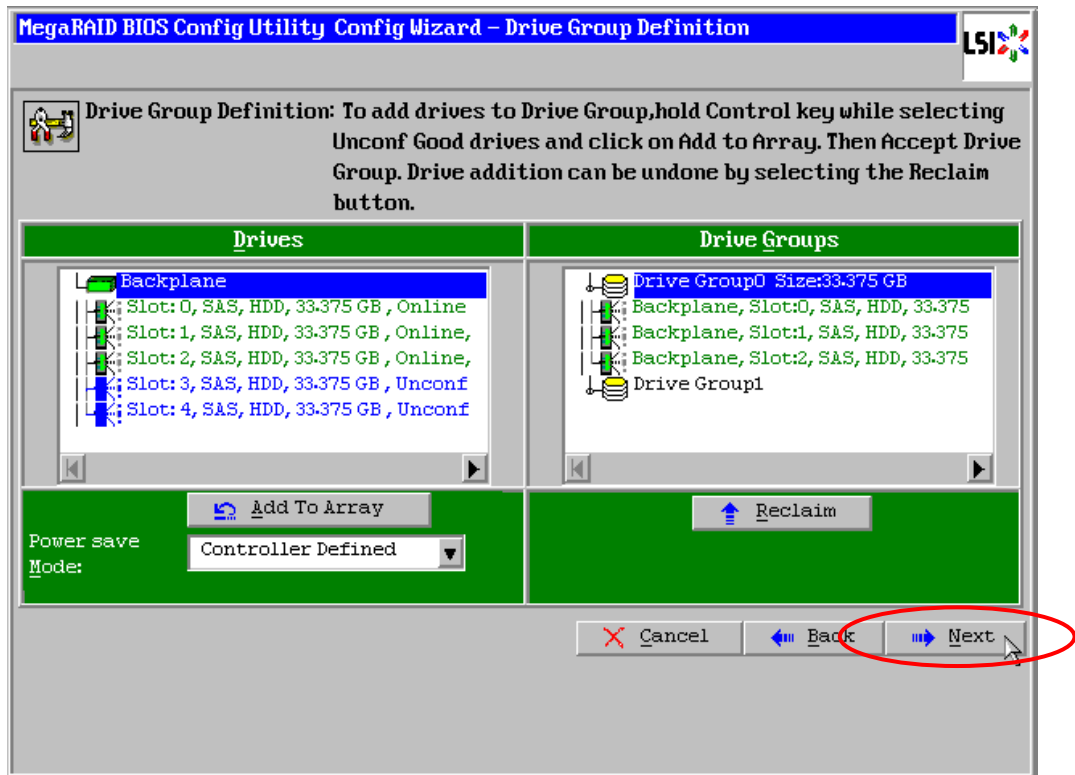 MegaRAID BIOS Config Utility Config Wizard – Drive Group Definition
LSI
Drive Group Definition: To add drives to Drive Group,hold Control key while selecting
Unconf Good drives and click on Add to Array. Then Accept Drive
Group. Drive addition can be undone by selecting the Reclaim
button.
Drives
Backplane
Slot: 0, SAS, HDD, 33.375 GB , Online
Slot: 1, SAS, HDD, 33.375 GB , Online,
Slot: 2, SAS, HDD, 33.375 GB , Online,
Slot: 3, SAS, HDD, 33.375 GB , Unconf
Slot: 4, SAS, HDD, 33.375 GB , Unconf
Add To Array
Power save
Mode:
Controller Defined
Drive Groups
Drive Group0 Size:33.375 GB
Backplane, Slot:0, SAS, HDD, 33.375
Backplane, Slot:1, SAS, HDD, 33.375
Backplane, Slot:2, SAS, HDD, 33.375
Drive Group1
Reclaim
Cancel
Back
Next